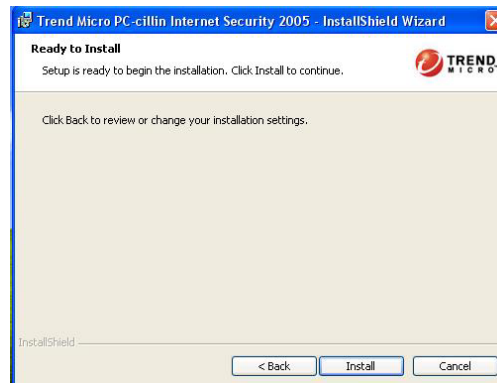 Trend Micro PC-cillin Internet Security 2005 - InstallShield Wizard
Ready to Install
Setup is ready to begin the installation. Click Install to continue.
TREND
MICRO
Click Back to review or change your installation settings.
InstallShield
< Back
Install
Cancel